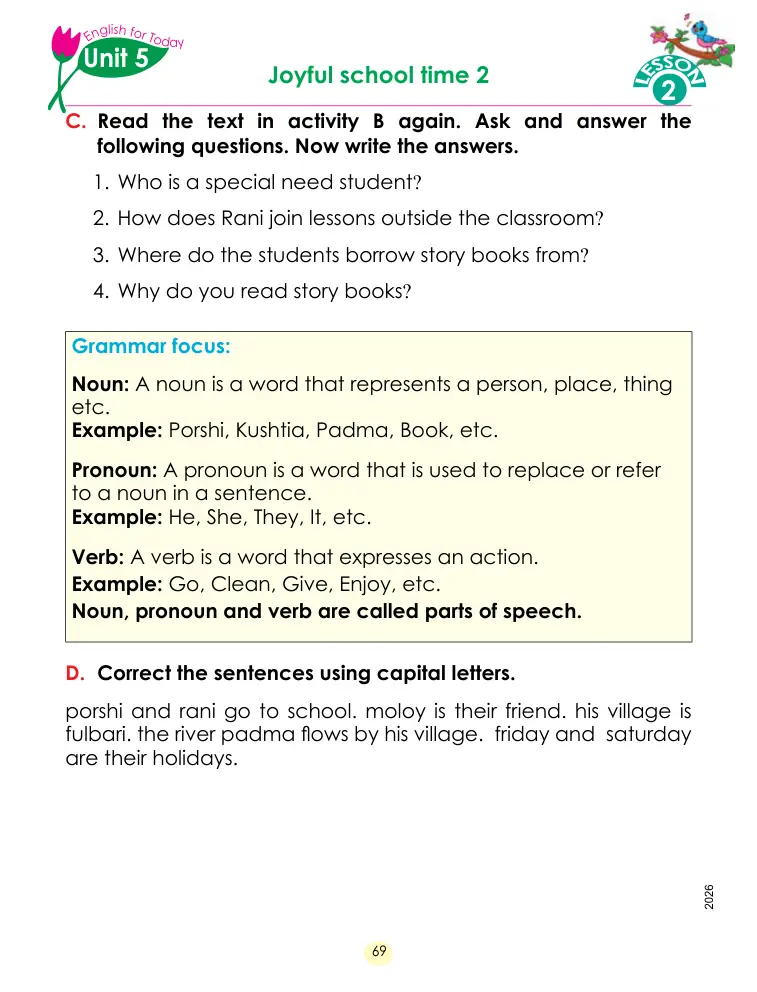 English for Today
Unit 5
Joyful school time 2
LESSON
2
C. Read the text in activity B again. Ask and answer the
following questions. Now write the answers.
1. Who is a special need student?
2. How does Rani join lessons outside the classroom?
3. Where do the students borrow story books from?
4. Why do you read story books?
Grammar focus:
Noun: A noun is a word that represents a person, place, thing
etc.
Example: Porshi, Kushtia, Padma, Book, etc.
Pronoun: A pronoun is a word that is used to replace or refer
to a noun in a sentence.
Example: He, She, They, It, etc.
Verb: A verb is a word that expresses an action.
Example: Go, Clean, Give, Enjoy, etc.
Noun, pronoun and verb are called parts of speech.
D. Correct the sentences using capital letters.
porshi and rani go to school. moloy is their friend. his village is
fulbari. the river padma flows by his village. friday and saturday
are their holidays.
2026
69